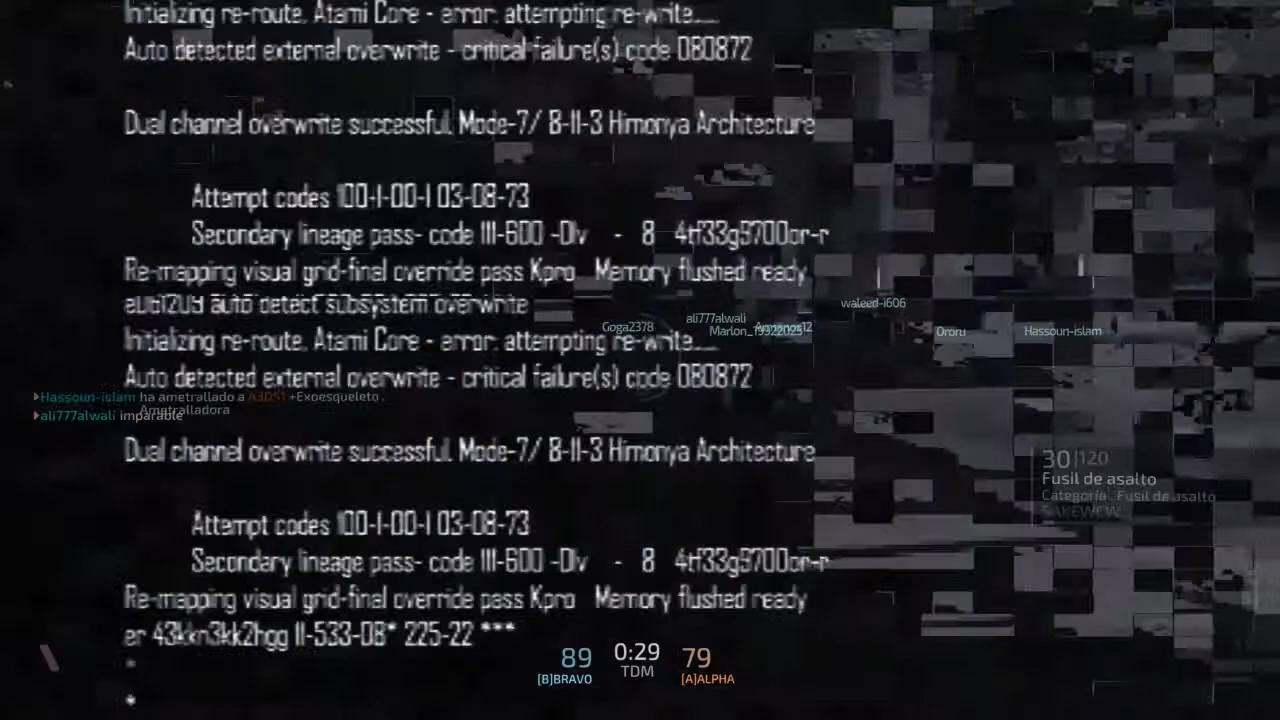 Initializing re-route. Atami Core - error: attempting re-write.....
Auto detected external overwrite - critical failure(s) code 080872
Dual channel overwrite successful. Mode-7/ 8-11-3 Himonya Architecture
Attempt codes 100-1-00-1 03-08-73
Secondary lineage pass- code 111-600 -Dlv - 8 4tf33g9700or-r
Re-mapping visual grid-final override pass Kpro Memory flushed ready
auto detect subsystem overwrite
waleed-i606
ali777alwali
Goga2378
Ororu
Hassoun-islam
Initializing re-route. Atami Core - error: attempting re-write.....
Auto detected external overwrite - critical failure(s) code 080872
Hassoun-islam ha ametrallado a A3DS1 +Exoesqueleto .
Ametralladora
ali777alwali imparable
Dual channel overwrite successful. Mode-7/ 8-11-3 Himonya Architecture
30|120
Fusil de asalto
Categoría: Fusil de asalto
Attempt codes 100-1-00-1 03-08-73
Secondary lineage pass- code 111-600 -Dlv - 8 4tf33g9700or-r
Re-mapping visual grid-final override pass Kpro Memory flushed ready
er 43kkn3kk2hgg 11-533-08* 225-22 ***
*
89 0:29 79
[B]BRAVO TDM [A]ALPHA
*